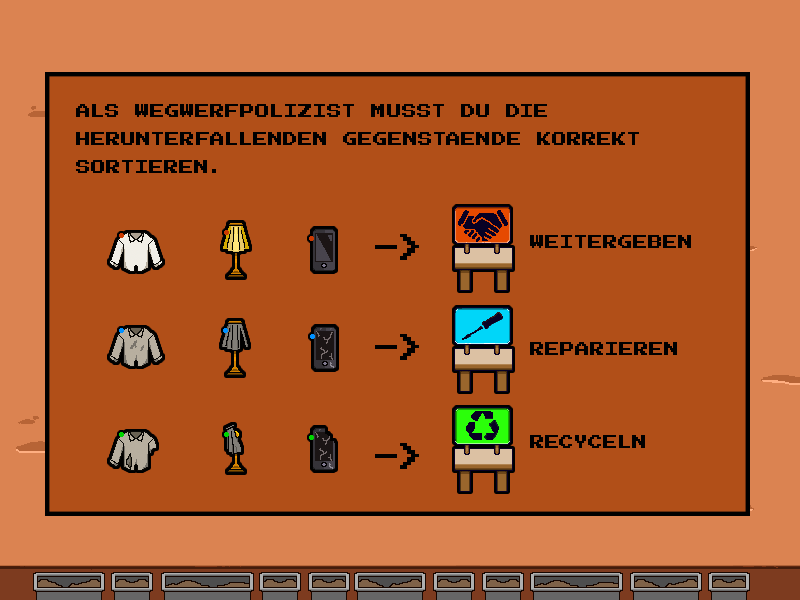 ALS WEGWERFPOLIZIST MUSST DU DIE
HERUNTERFALLENDEN GEGENSTAENDE KORREKT
SORTIEREN.
WEITERGEBEN
REPARIEREN
RECYCELN